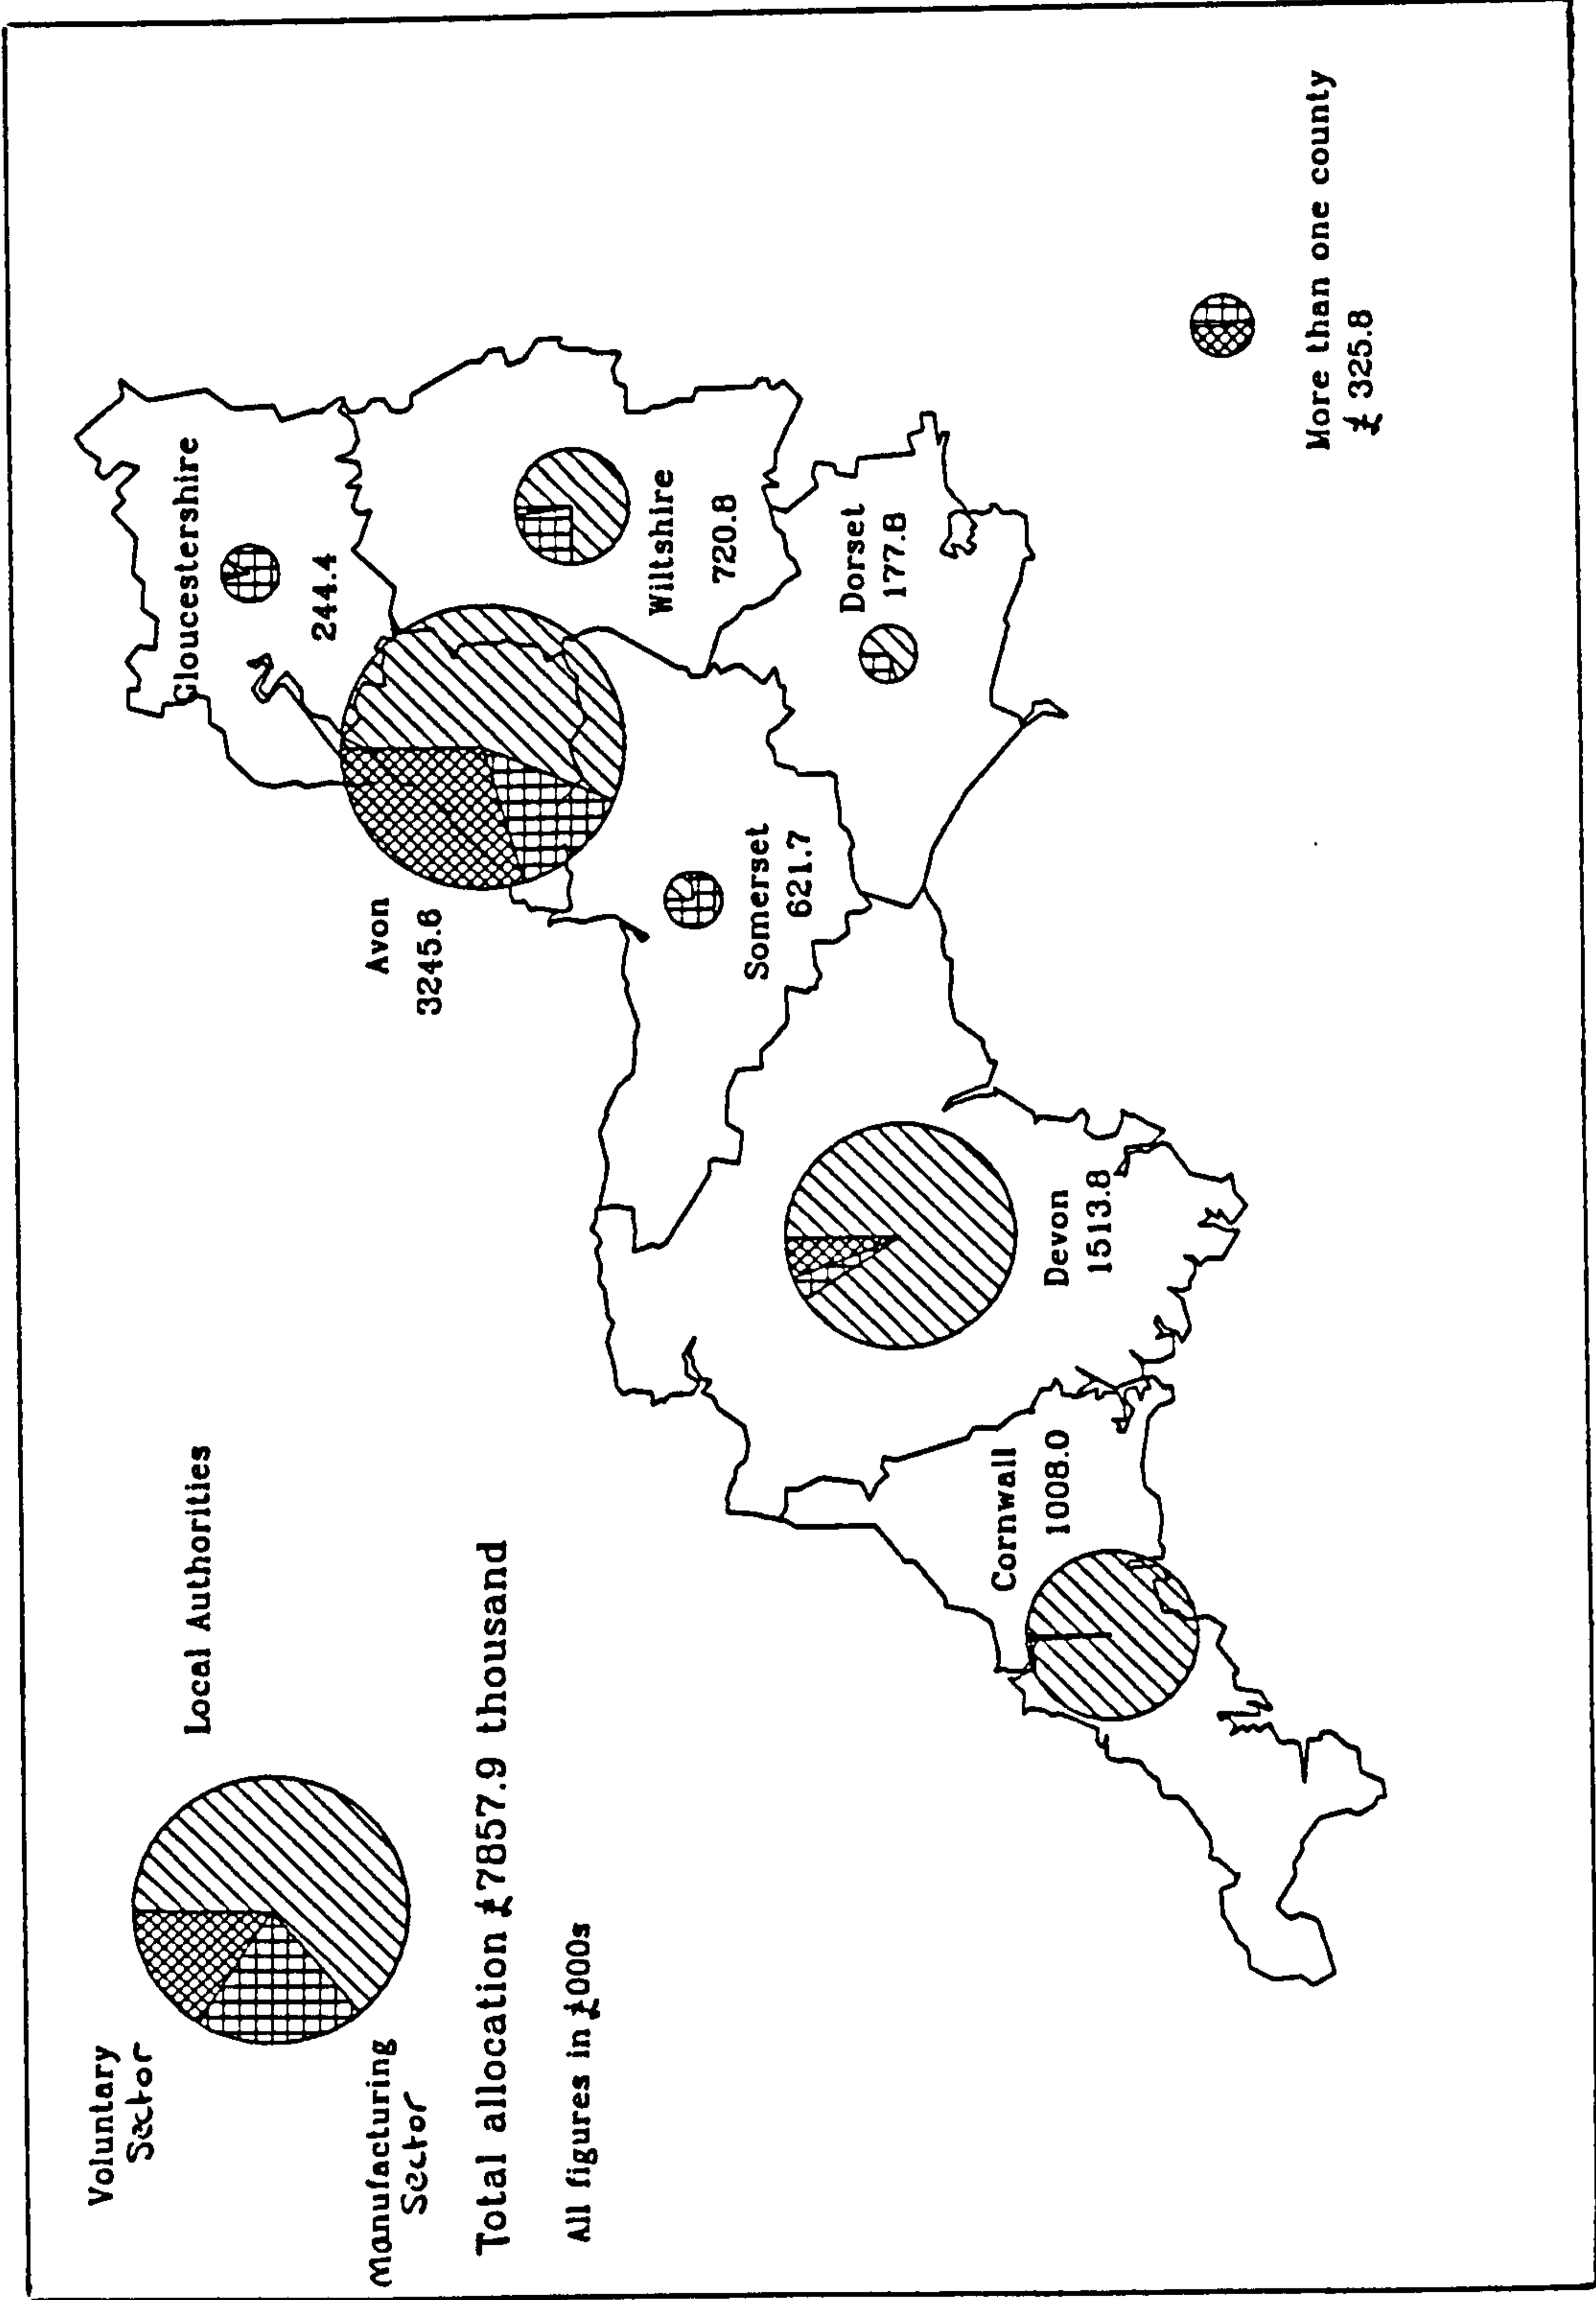 Voluntary
Sector
Local Authorities
Manufacturing
Sector
Total allocation £7857.9 thousand
All figures in £000s
Gloucestershire
244.4
Avon
3245.6
Wiltshire
720.8
Somerset
621.7
Dorset
177.8
Devon
1513.8
Cornwall
1008.0
More than one county
£ 325.8